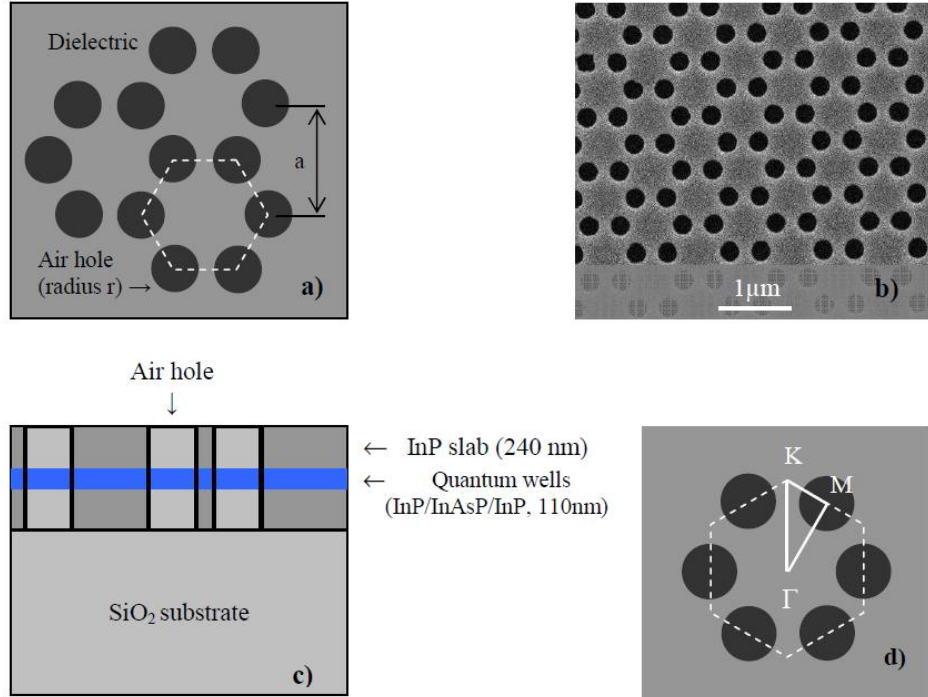 Dielectric
a
Air hole
(radius r) →
a)
1µm
b)
Air hole
↓
← InP slab (240 nm)
← Quantum wells
(InP/InAsP/InP, 110nm)
SiO₂ substrate
c)
K
M
Γ
d)